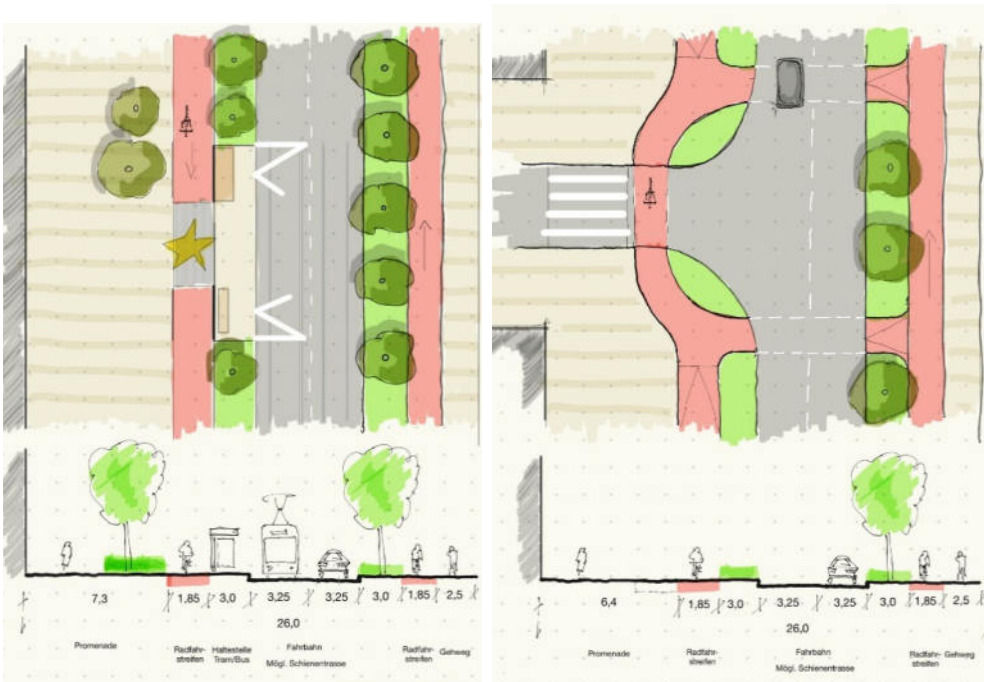 7,3 1,85 3,0 3,25 3,25 3,0 1,85 2,5
26,0
Promenade Radfahr- Haltestelle Fahrbahn Radfahr- Gehweg
streifen Tram/Bus streifen
Mögl. Schienentrasse
6,4 1,85 3,0 3,25 3,25 3,0 1,85 2,5
26,0
Promenade Radfahr- Fahrbahn Radfahr- Gehweg
streifen streifen
Mögl. Schienentrasse